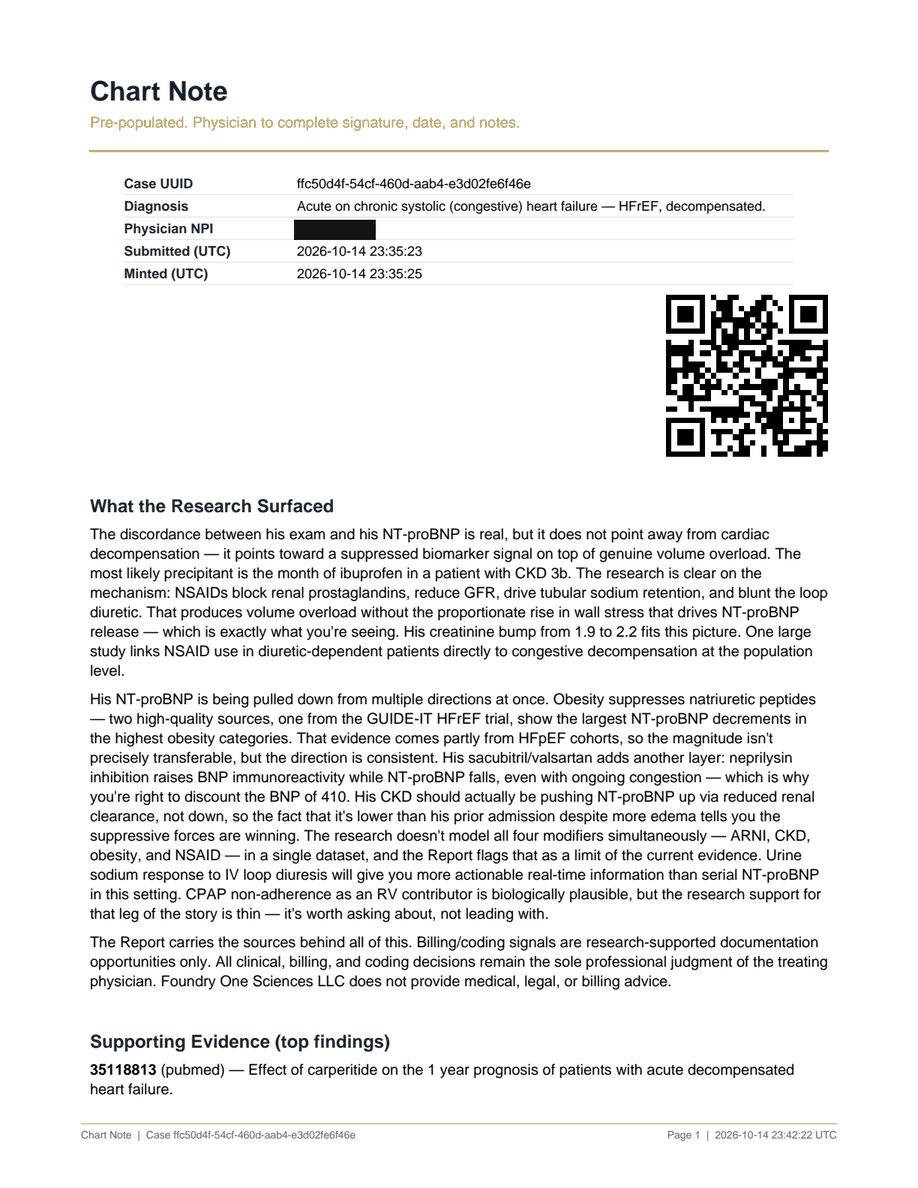 Chart Note
Pre-populated. Physician to complete signature, date, and notes.
Case UUID ffc50d4f-54cf-460d-aab4-e3d02fe6f46e
Diagnosis Acute on chronic systolic (congestive) heart failure — HFrEF, decompensated.
Physician NPI
Submitted (UTC) 2026-10-14 23:35:23
Minted (UTC) 2026-10-14 23:35:25
What the Research Surfaced
The discordance between his exam and his NT-proBNP is real, but it does not point away from cardiac
decompensation — it points toward a suppressed biomarker signal on top of genuine volume overload. The
most likely precipitant is the month of ibuprofen in a patient with CKD 3b. The research is clear on the
mechanism: NSAIDs block renal prostaglandins, reduce GFR, drive tubular sodium retention, and blunt the loop
diuretic. That produces volume overload without the proportionate rise in wall stress that drives NT-proBNP
release — which is exactly what you're seeing. His creatinine bump from 1.9 to 2.2 fits this picture. One large
study links NSAID use in diuretic-dependent patients directly to congestive decompensation at the population
level.
His NT-proBNP is being pulled down from multiple directions at once. Obesity suppresses natriuretic peptides
— two high-quality sources, one from the GUIDE-IT HFrEF trial, show the largest NT-proBNP decrements in
the highest obesity categories. That evidence comes partly from HFpEF cohorts, so the magnitude isn't
precisely transferable, but the direction is consistent. His sacubitril/valsartan adds another layer: neprilysin
inhibition raises BNP immunoreactivity while NT-proBNP falls, even with ongoing congestion — which is why
you're right to discount the BNP of 410. His CKD should actually be pushing NT-proBNP up via reduced renal
clearance, not down, so the fact that it's lower than his prior admission despite more edema tells you the
suppressive forces are winning. The research doesn't model all four modifiers simultaneously — ARNI, CKD,
obesity, and NSAID — in a single dataset, and the Report flags that as a limit of the current evidence. Urine
sodium response to IV loop diuresis will give you more actionable real-time information than serial NT-proBNP
in this setting. CPAP non-adherence as an RV contributor is biologically plausible, but the research support for
that leg of the story is thin — it's worth asking about, not leading with.
The Report carries the sources behind all of this. Billing/coding signals are research-supported documentation
opportunities only. All clinical, billing, and coding decisions remain the sole professional judgment of the treating
physician. Foundry One Sciences LLC does not provide medical, legal, or billing advice.
Supporting Evidence (top findings)
35118813 (pubmed) — Effect of carperitide on the 1 year prognosis of patients with acute decompensated
heart failure.
Chart Note | Case ffc50d4f-54cf-460d-aab4-e3d02fe6f46e Page 1 | 2026-10-14 23:42:22 UTC